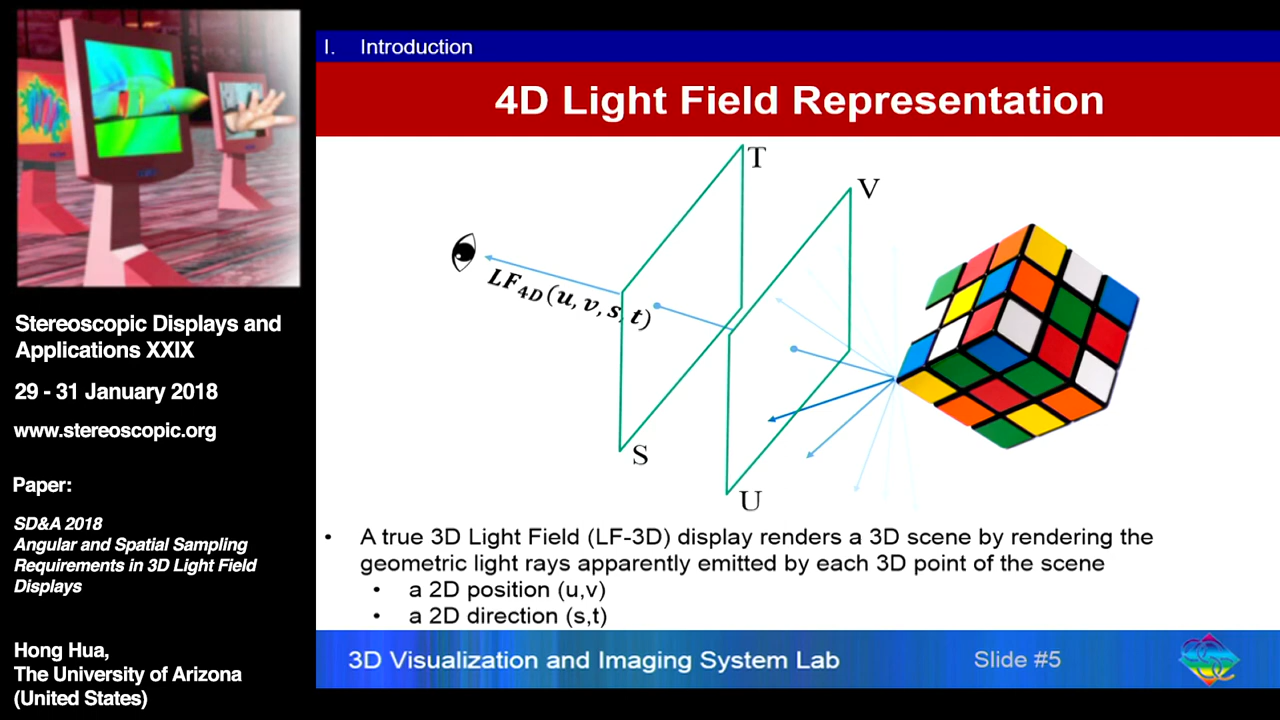 Stereoscopic Displays and
Applications XXIX
29 - 31 January 2018
www.stereoscopic.org
Paper:
SD&A 2018
Angular and Spatial Sampling
Requirements in 3D Light Field
Displays
Hong Hua,
The University of Arizona
(United States)
I. Introduction
4D Light Field Representation
T
V
LF4D(u, v, s, t)
S
U
• A true 3D Light Field (LF-3D) display renders a 3D scene by rendering the
geometric light rays apparently emitted by each 3D point of the scene
• a 2D position (u,v)
• a 2D direction (s,t)
3D Visualization and Imaging System Lab
Slide #5